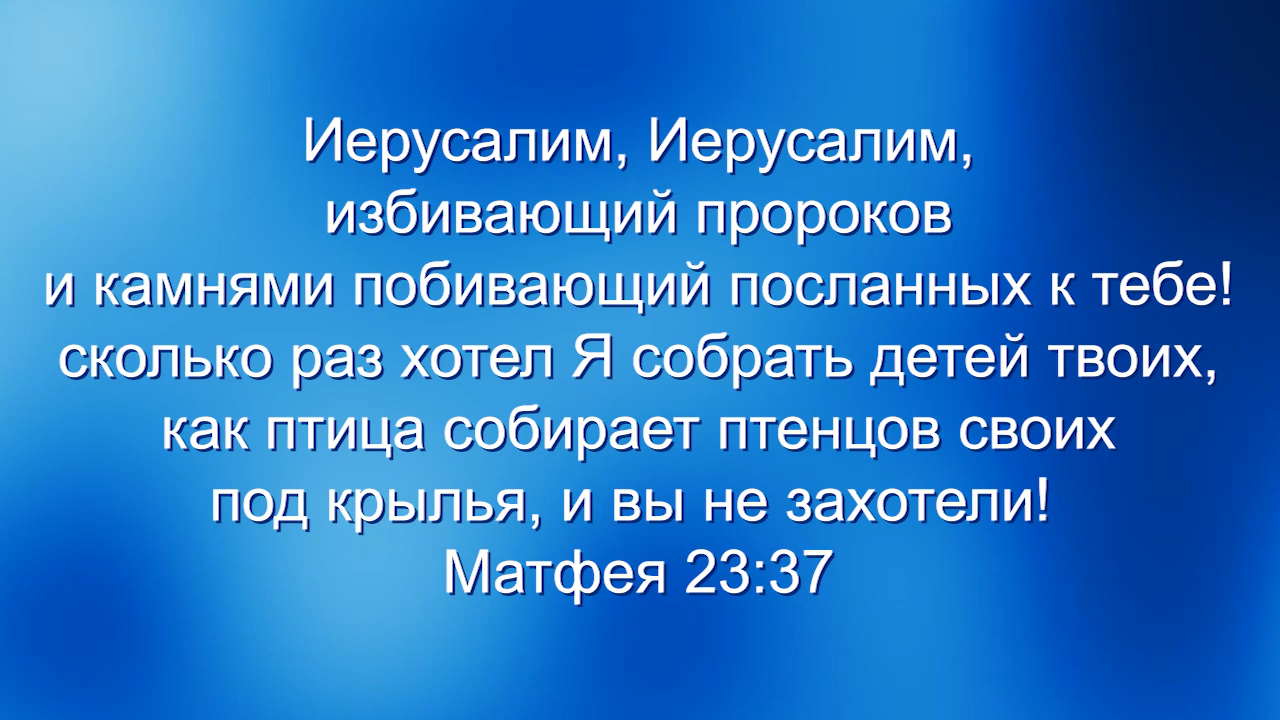 Иерусалим, Иерусалим,
избивающий пророков
и камнями побивающий посланных к тебе!
сколько раз хотел Я собрать детей твоих,
как птица собирает птенцов своих
под крылья, и вы не захотели!
Матфея 23:37